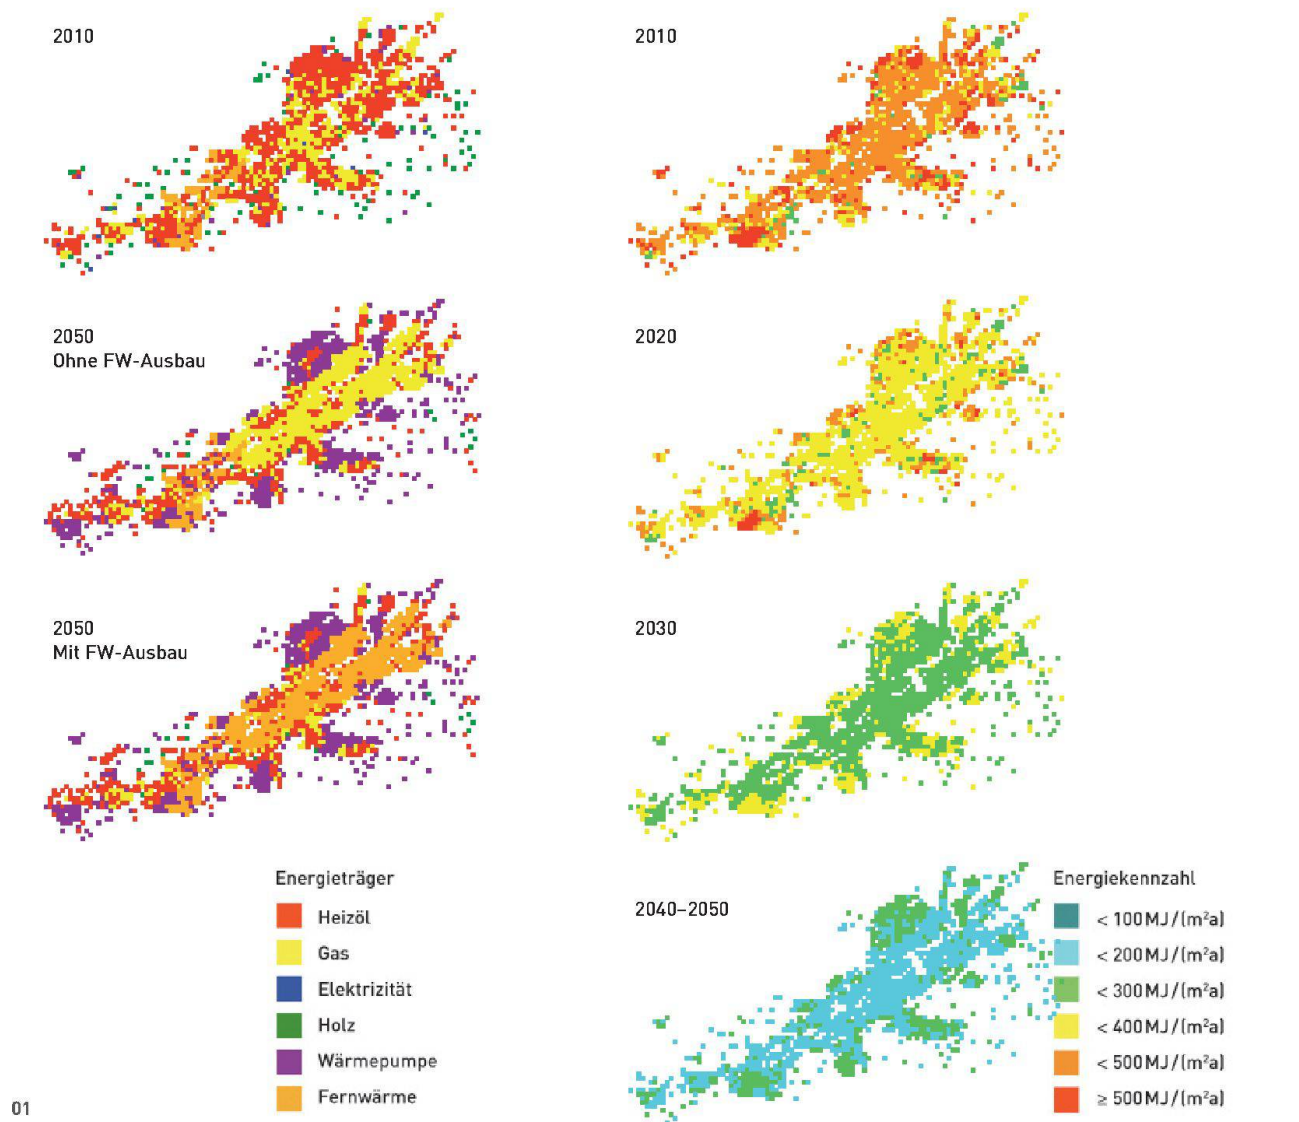 2010
2050
Ohne FW-Ausbau
2050
Mit FW-Ausbau
Energieträger
Heizöl
Gas
Elektrizität
Holz
Wärmepumpe
Fernwärme
01
2010
2020
2030
2040–2050
Energiekennzahl
< 100 MJ/(m²a)
< 200 MJ/(m²a)
< 300 MJ/(m²a)
< 400 MJ/(m²a)
< 500 MJ/(m²a)
≥ 500 MJ/(m²a)